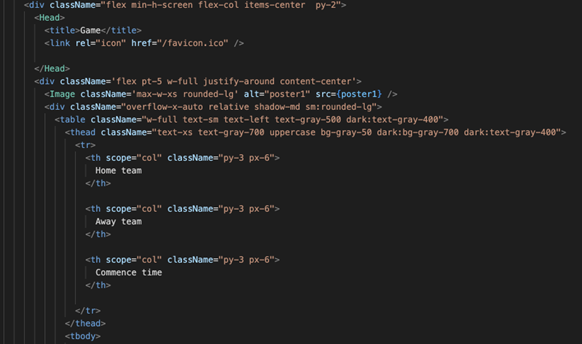 <div className="flex min-h-screen flex-col items-center  py-2">
<Head>
<title>Game</title>
<link rel="icon" href="/favicon.ico" />
</Head>
<div className='flex pt-5 w-full justify-around content-center'>
<Image className='max-w-xs rounded-lg' alt="poster1" src={poster1} />
<div className="overflow-x-auto relative shadow-md sm:rounded-lg">
<table className="w-full text-sm text-left text-gray-500 dark:text-gray-400">
<thead className="text-xs text-gray-700 uppercase bg-gray-50 dark:bg-gray-700 dark:text-gray-400">
<tr>
<th scope="col" className="py-3 px-6">
Home team
</th>
<th scope="col" className="py-3 px-6">
Away team
</th>
<th scope="col" className="py-3 px-6">
Commence time
</th>
</tr>
</thead>
<tbody>